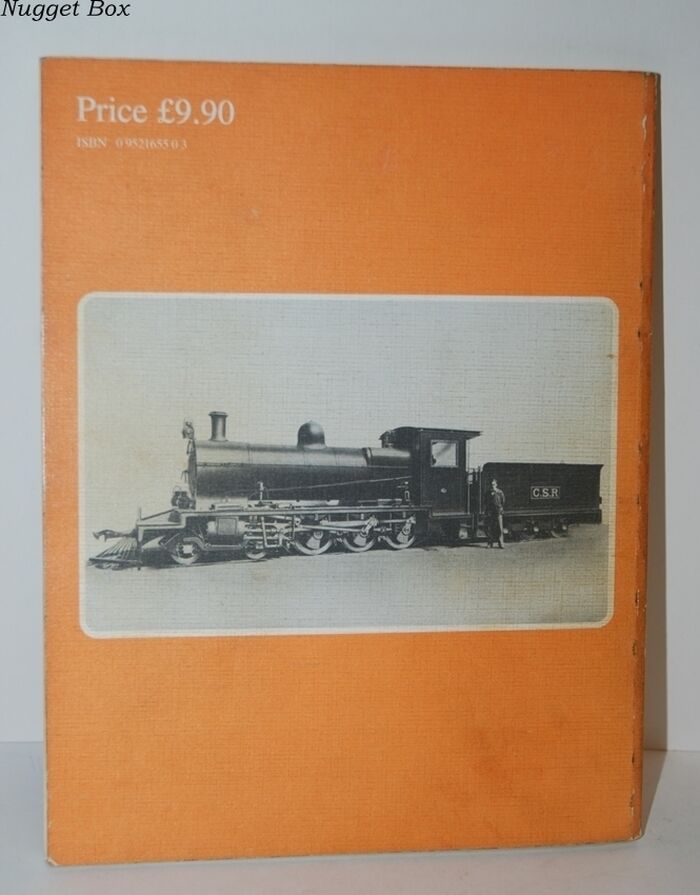 Nugget Box
Price £9.90
ISBN 0 9521655 0 3
C.S.R